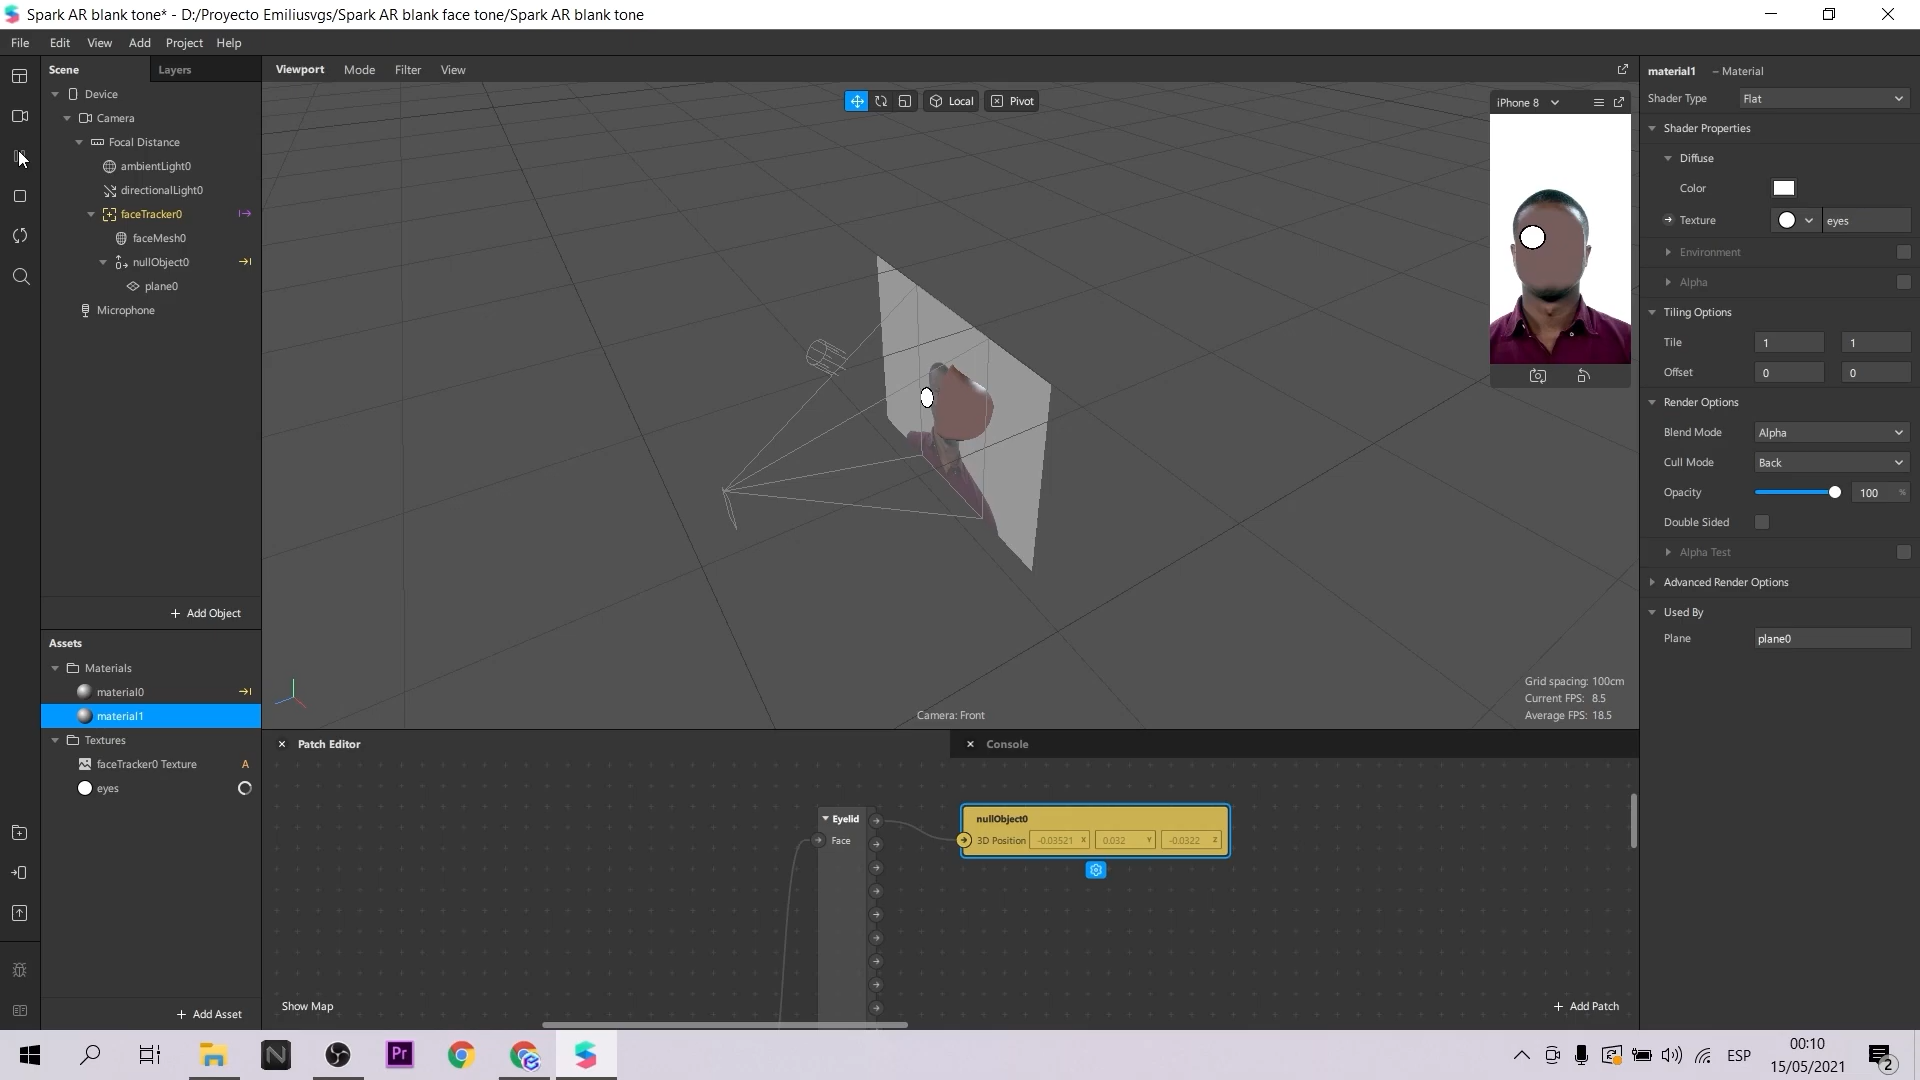 Spark AR blank tone* - D:/Proyecto Emiliusvgs/Spark AR blank face tone/Spark AR blank tone
File Edit View Add Project Help
Scene Layers
Device
Camera
Focal Distance
ambientLight0
directionalLight0
faceTracker0
faceMesh0
nullObject0
plane0
Microphone
+ Add Object
Assets
Materials
material0
material1
Textures
faceTracker0 Texture A
eyes
+ Add Asset
Viewport Mode Filter View
Local Pivot
iPhone 8
Grid spacing: 100cm
Current FPS: 8.5
Average FPS: 18.5
Camera: Front
Patch Editor
Console
Eyelid
Face
nullObject0
3D Position -0.03521 X 0.032 Y -0.0322 Z
Show Map
+ Add Patch
material1 – Material
Shader Type Flat
Shader Properties
Diffuse
Color
Texture eyes
Environment
Alpha
Tiling Options
Tile 1 1
Offset 0 0
Render Options
Blend Mode Alpha
Cull Mode Back
Opacity 100 %
Double Sided
Alpha Test
Advanced Render Options
Used By
Plane plane0
N
Pr
ESP
00:10
15/05/2021
2